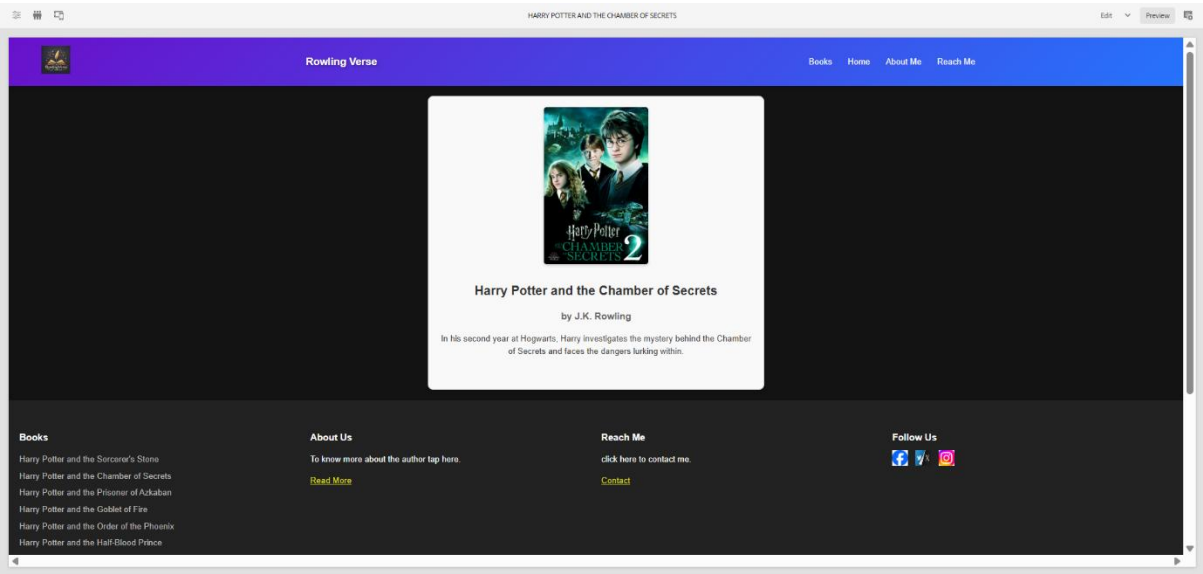 HARRY POTTER AND THE CHAMBER OF SECRETS
Edit
Preview
Rowling Verse
Books
Home
About Me
Reach Me
Harry Potter
AND THE
CHAMBER
OF
SECRETS
2
Harry Potter and the Chamber of Secrets
by J.K. Rowling
In his second year at Hogwarts, Harry investigates the mystery behind the Chamber
of Secrets and faces the dangers lurking within.
Books
Harry Potter and the Sorcerer's Stone
Harry Potter and the Chamber of Secrets
Harry Potter and the Prisoner of Azkaban
Harry Potter and the Goblet of Fire
Harry Potter and the Order of the Phoenix
Harry Potter and the Half-Blood Prince
About Us
To know more about the author tap here.
Read More
Reach Me
click here to contact me.
Contact
Follow Us